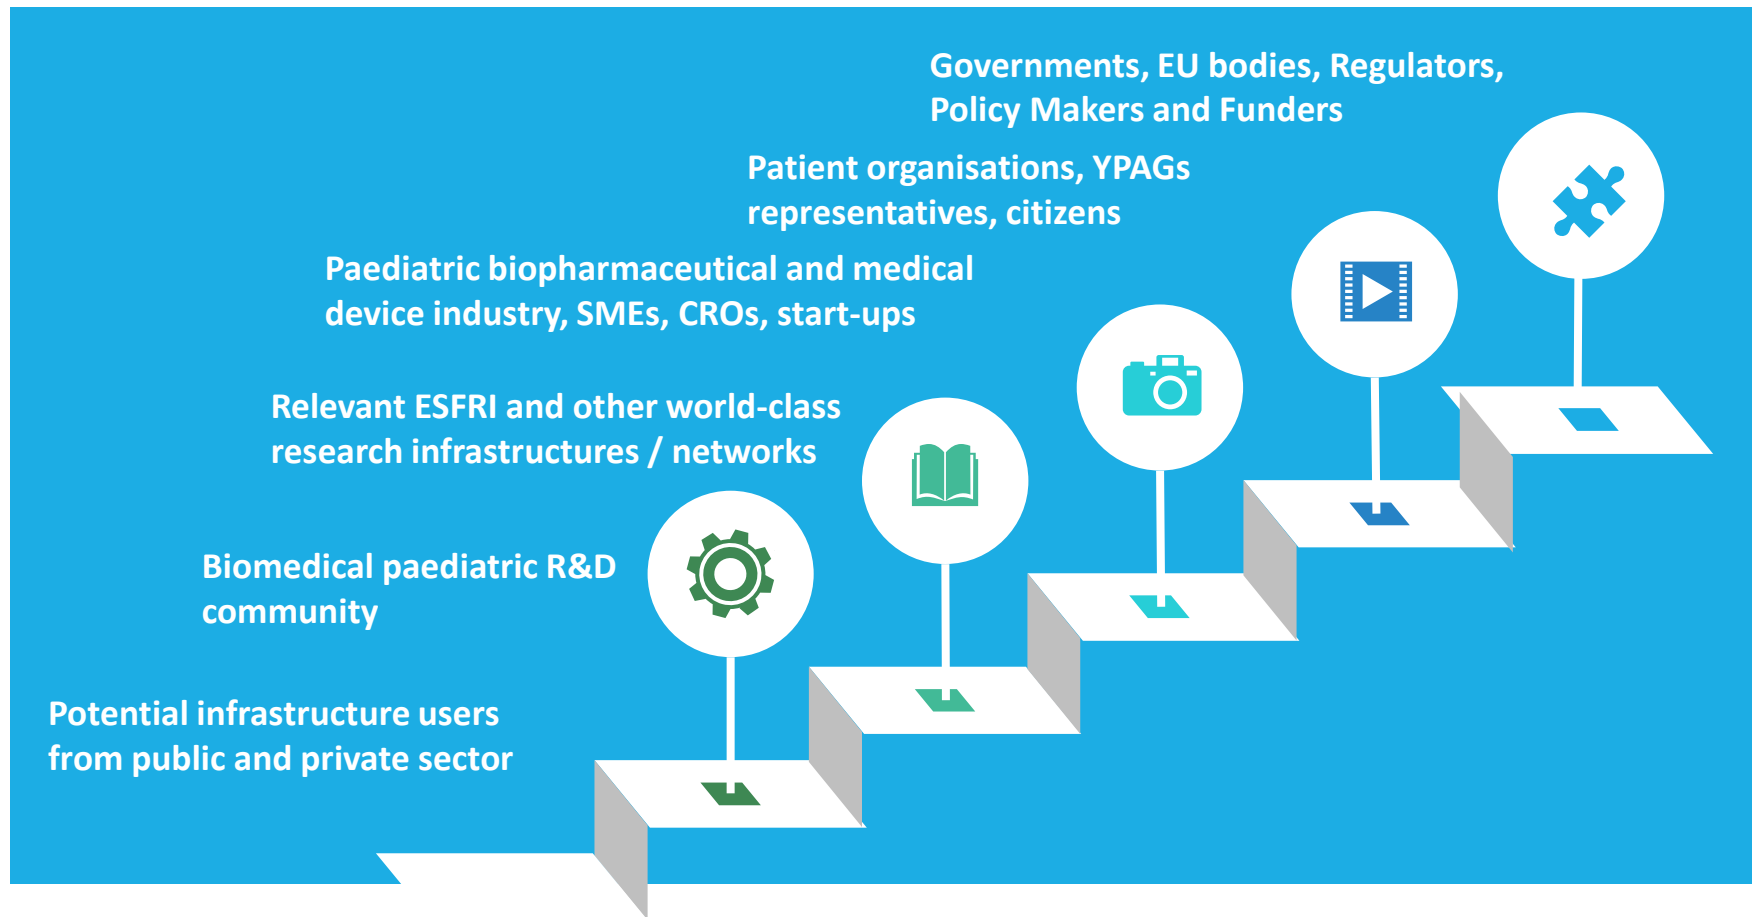 Governments, EU bodies, Regulators,
Policy Makers and Funders
Patient organisations, YPAGs
representatives, citizens
Paediatric biopharmaceutical and medical
device industry, SMEs, CROs, start-ups
Relevant ESFRI and other world-class
research infrastructures / networks
Biomedical paediatric R&D
community
Potential infrastructure users
from public and private sector